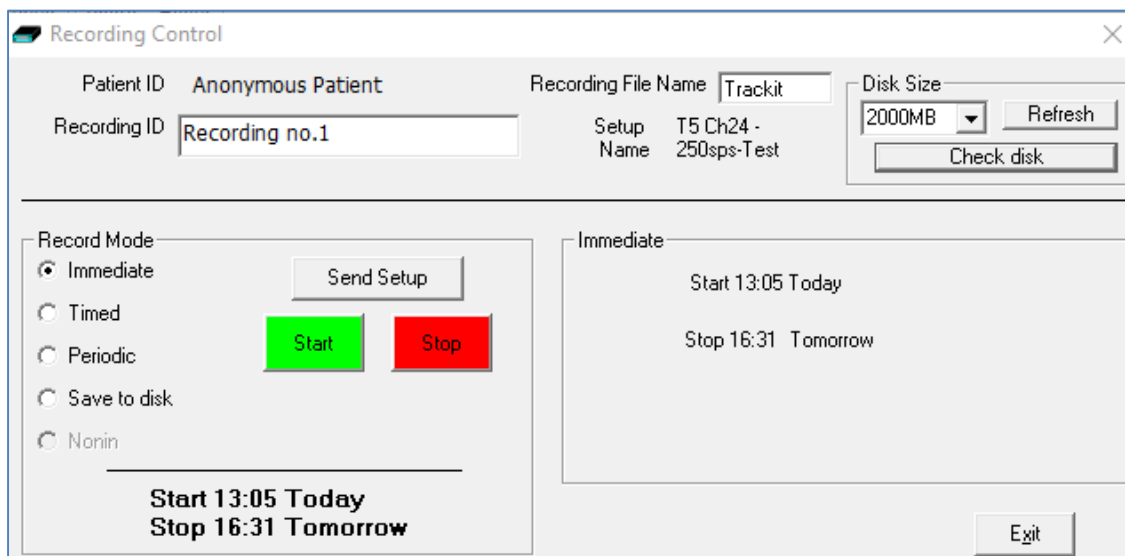 Recording Control
Patient ID Anonymous Patient
Recording ID Recording no.1
Recording File Name Trackit
Setup Name T5 Ch24 -
250sps-Test
Disk Size
2000MB Refresh
Check disk
Record Mode
Immediate
Timed
Periodic
Save to disk
Nonin
Send Setup
Start Stop
Start 13:05 Today
Stop 16:31 Tomorrow
Immediate
Start 13:05 Today
Stop 16:31 Tomorrow
Exit